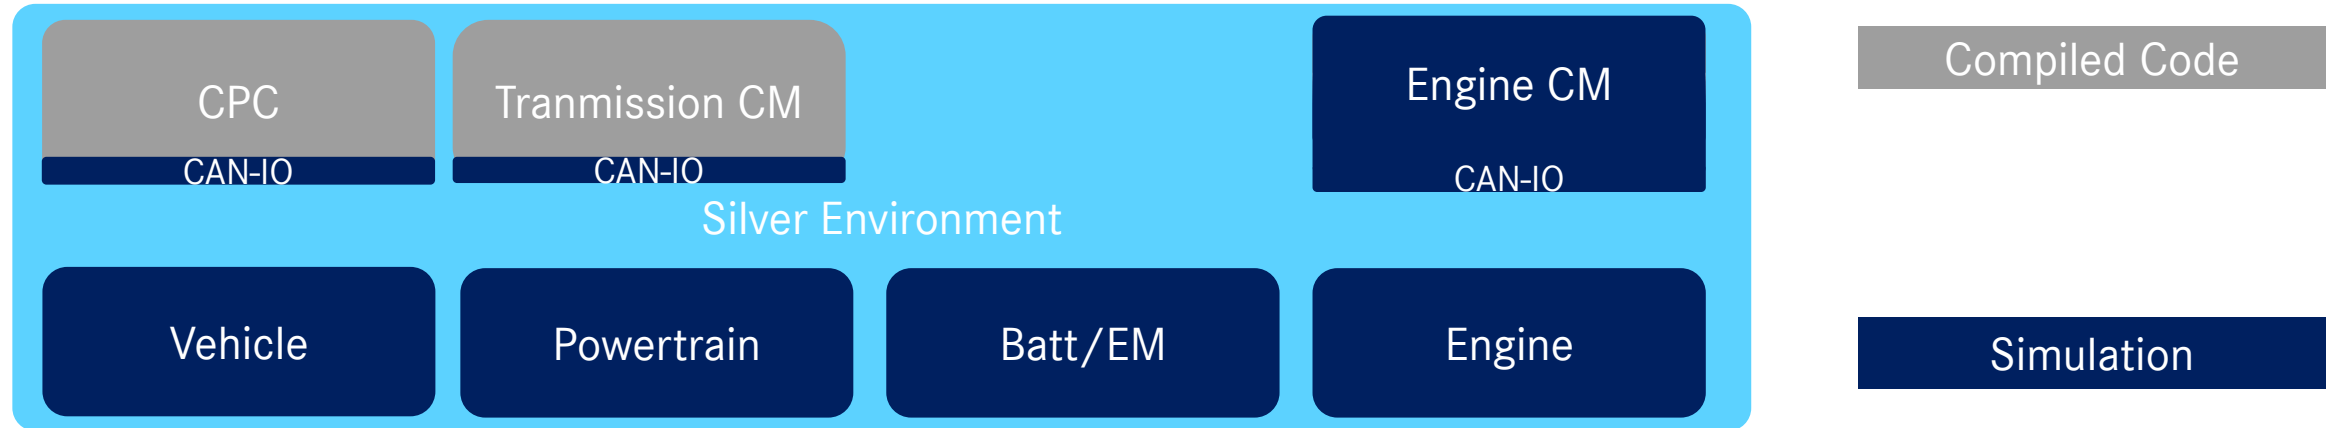 CPC
CAN-IO
Tranmission CM
CAN-IO
Engine CM
CAN-IO
Silver Environment
Vehicle
Powertrain
Batt/EM
Engine
Compiled Code
Simulation